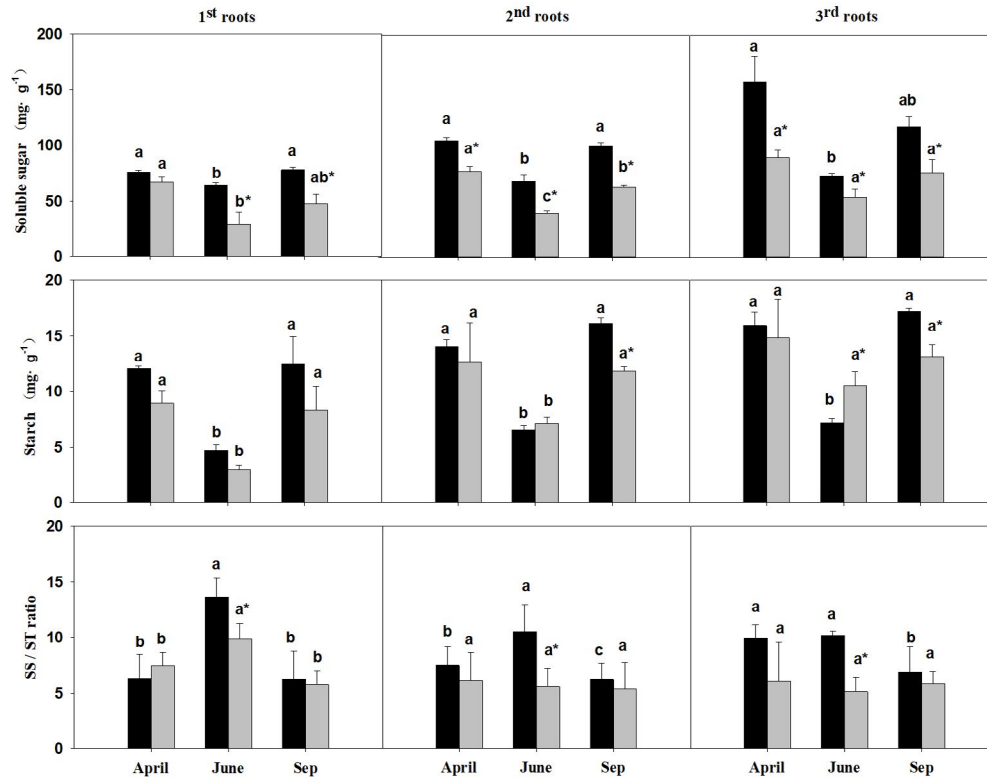 1st roots 2nd roots 3rd roots
Soluble sugar (mg· g-1)
200
150
100
50
0
a a b b* a ab*
a a* b c* a b*
a a* b a* ab a*
Starch (mg· g-1)
20
15
10
5
0
a a b b a a
a a b b a a*
a a b a* a a*
SS / ST ratio
20
15
10
5
0
b b a a* b b
b a a a* c a
a a a a* b a
April June Sep April June Sep April June Sep